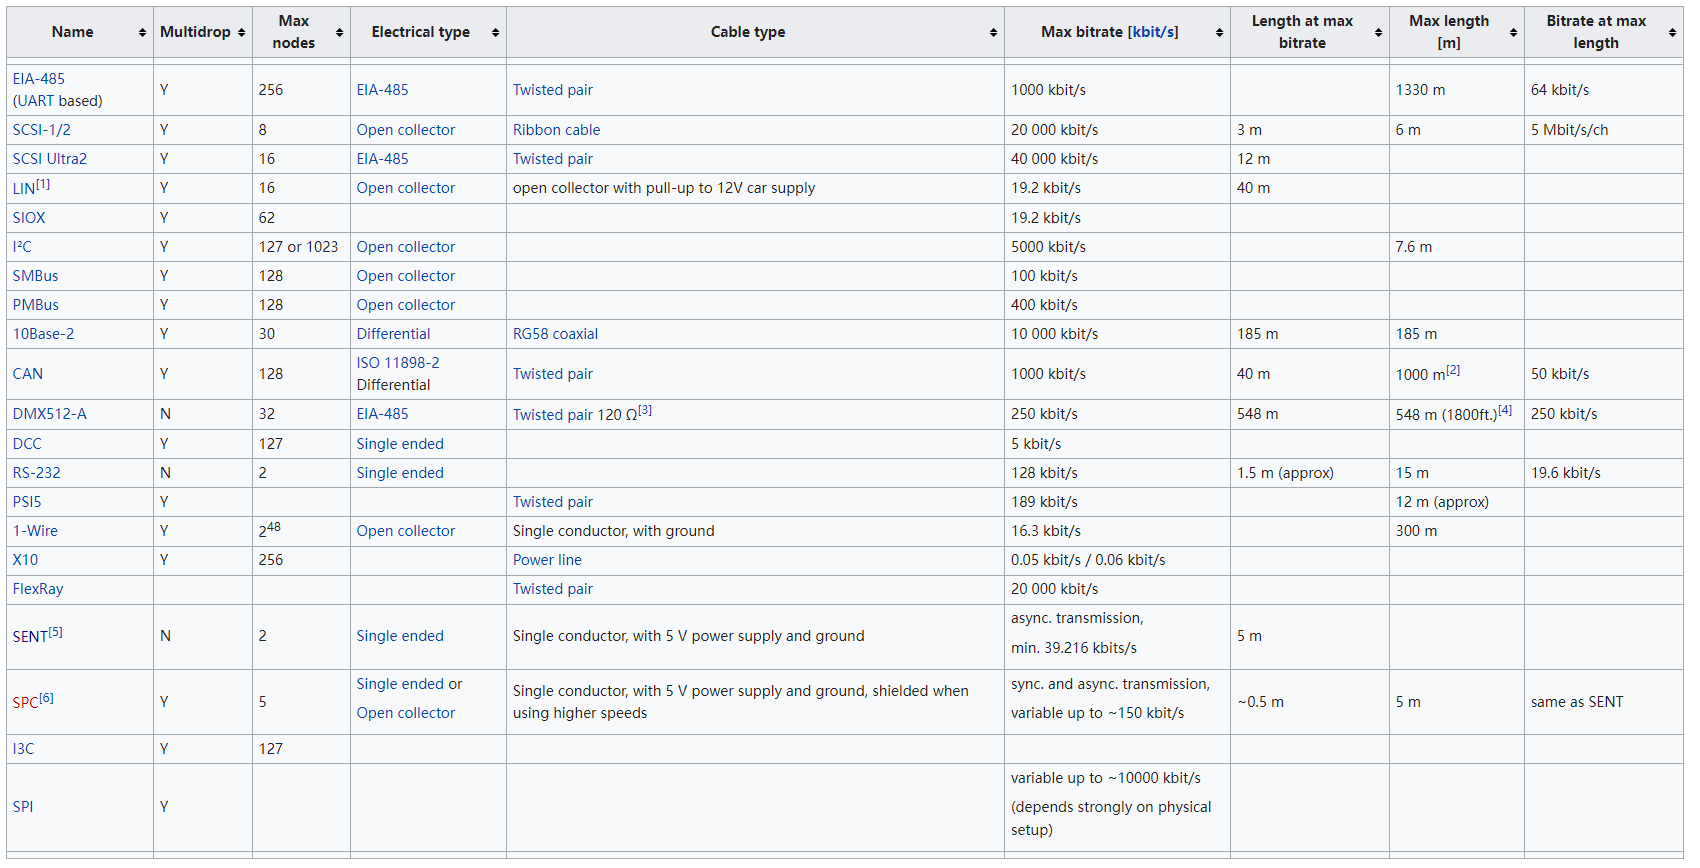 Name Multidrop Max nodes Electrical type Cable type Max bitrate [kbit/s] Length at max bitrate Max length [m] Bitrate at max length
EIA-485 (UART based) Y 256 EIA-485 Twisted pair 1000 kbit/s 1330 m 64 kbit/s
SCSI-1/2 Y 8 Open collector Ribbon cable 20 000 kbit/s 3 m 6 m 5 Mbit/s/ch
SCSI Ultra2 Y 16 EIA-485 Twisted pair 40 000 kbit/s 12 m
LIN[1] Y 16 Open collector open collector with pull-up to 12V car supply 19.2 kbit/s 40 m
SIOX Y 62 19.2 kbit/s
I²C Y 127 or 1023 Open collector 5000 kbit/s 7.6 m
SMBus Y 128 Open collector 100 kbit/s
PMBus Y 128 Open collector 400 kbit/s
10Base-2 Y 30 Differential RG58 coaxial 10 000 kbit/s 185 m 185 m
CAN Y 128 ISO 11898-2 Differential Twisted pair 1000 kbit/s 40 m 1000 m[2] 50 kbit/s
DMX512-A N 32 EIA-485 Twisted pair 120 Ω[3] 250 kbit/s 548 m 548 m (1800ft.)[4] 250 kbit/s
DCC Y 127 Single ended 5 kbit/s
RS-232 N 2 Single ended 128 kbit/s 1.5 m (approx) 15 m 19.6 kbit/s
PSI5 Y Twisted pair 189 kbit/s 12 m (approx)
1-Wire Y 2⁴⁸ Open collector Single conductor, with ground 16.3 kbit/s 300 m
X10 Y 256 Power line 0.05 kbit/s / 0.06 kbit/s
FlexRay Twisted pair 20 000 kbit/s
SENT[5] N 2 Single ended Single conductor, with 5 V power supply and ground async. transmission, min. 39.216 kbits/s 5 m
SPC[6] Y 5 Single ended or Open collector Single conductor, with 5 V power supply and ground, shielded when using higher speeds sync. and async. transmission, variable up to ~150 kbit/s ~0.5 m 5 m same as SENT
I3C Y 127
SPI Y variable up to ~10000 kbit/s (depends strongly on physical setup)